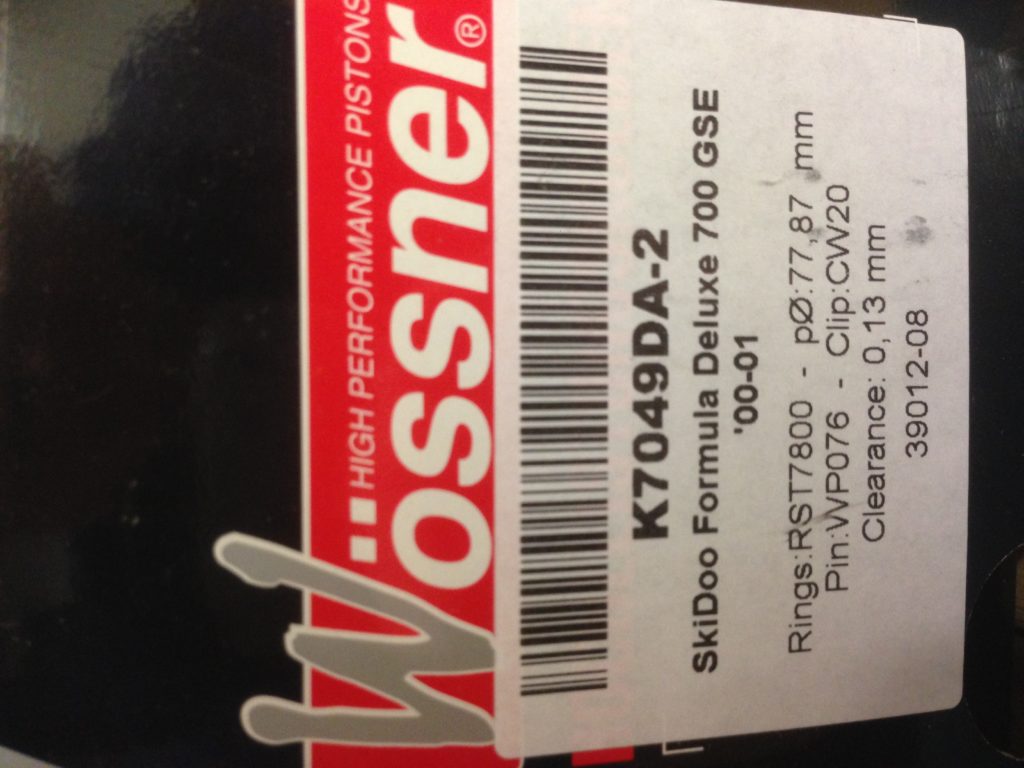 HIGH PERFORMANCE PISTONS
Wossner®
K7049DA-2
SkiDoo Formula Deluxe 700 GSE
'00-01
Rings:RST7800 - pØ:77,87 mm
Pin:WP076 - Clip:CW20
Clearance: 0,13 mm
39012-08